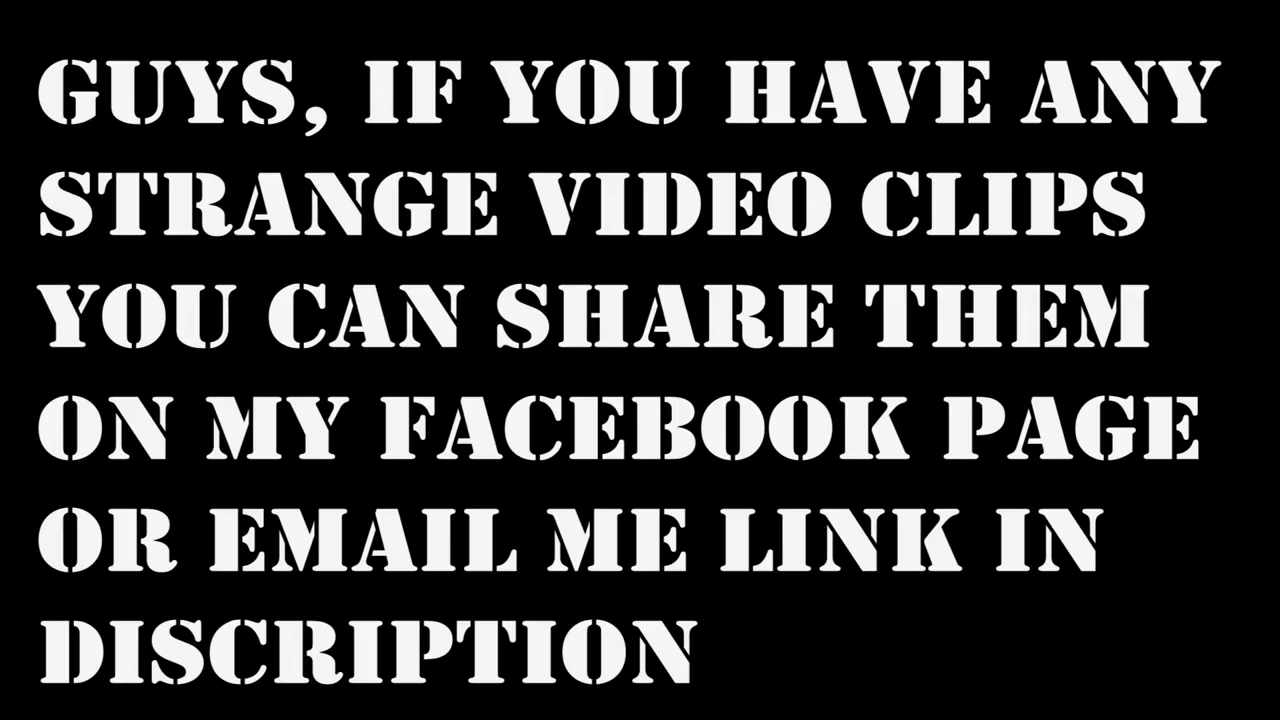 GUYS, IF YOU HAVE ANY
STRANGE VIDEO CLIPS
YOU CAN SHARE THEM
ON MY FACEBOOK PAGE
OR EMAIL ME LINK IN
DISCRIPTION